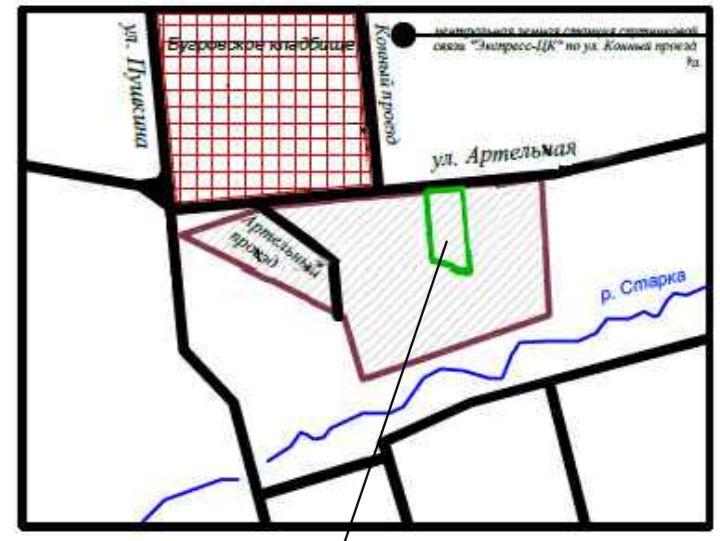 центральная земная станция спутниковой
связи "Экспресс-ЦК" по ул. Конный проезд
Бугровское кладбище
ул. Пушкина
Конный проезд
ул. Артельная
Артельный
проезд
р. Старка